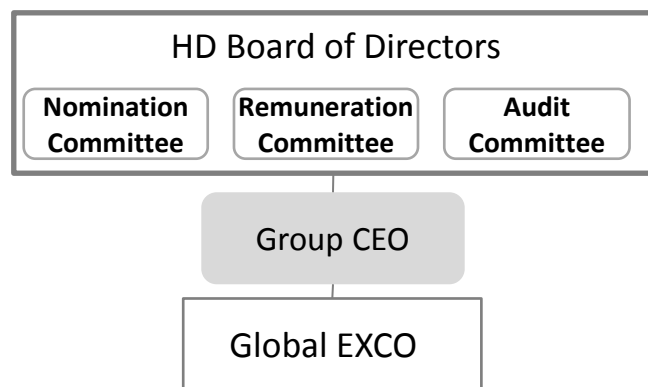 HD Board of Directors
Nomination
Committee
Remuneration
Committee
Audit
Committee
Group CEO
Global EXCO